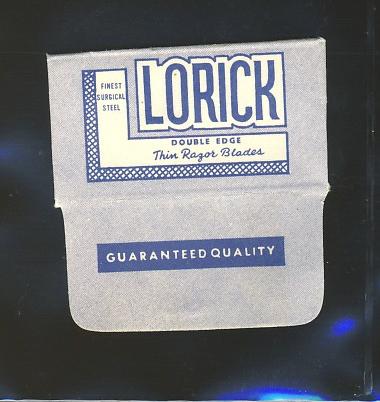 FINEST
SURGICAL
STEEL
LORICK
DOUBLE EDGE
Thin Razor Blades
GUARANTEED QUALITY